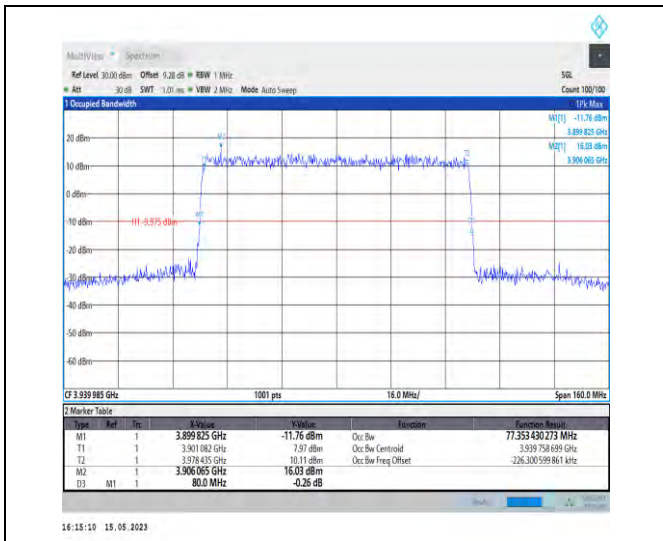 MultiView Spectrum
Ref Level 30.00 dBm Offset 9.28 dB RBW 1 MHz SGL
Att 30 dB SWT 1.01 ms VBW 2 MHz Mode Auto Sweep Count 100/100
1 Occupied Bandwidth 1Pk Max
M1[1] -11.76 dBm
3.899 825 GHz
M2[1] 16.03 dBm
3.906 065 GHz
20 dBm
10 dBm
0 dBm
-10 dBm H1 -9.975 dBm
-20 dBm
-30 dBm
-40 dBm
-50 dBm
-60 dBm
M2
T1
M1
CF 3.939 985 GHz 1001 pts 16.0 MHz/ Span 160.0 MHz
2 Marker Table
Type Ref Trc X-Value Y-Value Function Function Result
M1 1 3.899 825 GHz -11.76 dBm Occ Bw 77.353 430 273 MHz
T1 1 3.901 082 GHz 7.97 dBm Occ Bw Centroid 3.939 758 699 GHz
T2 1 3.978 435 GHz 10.11 dBm Occ Bw Freq Offset -226.300 599 861 kHz
M2 1 3.906 065 GHz 16.03 dBm
D3 M1 1 80.0 MHz -0.26 dB
16:15:10 15.05.2023